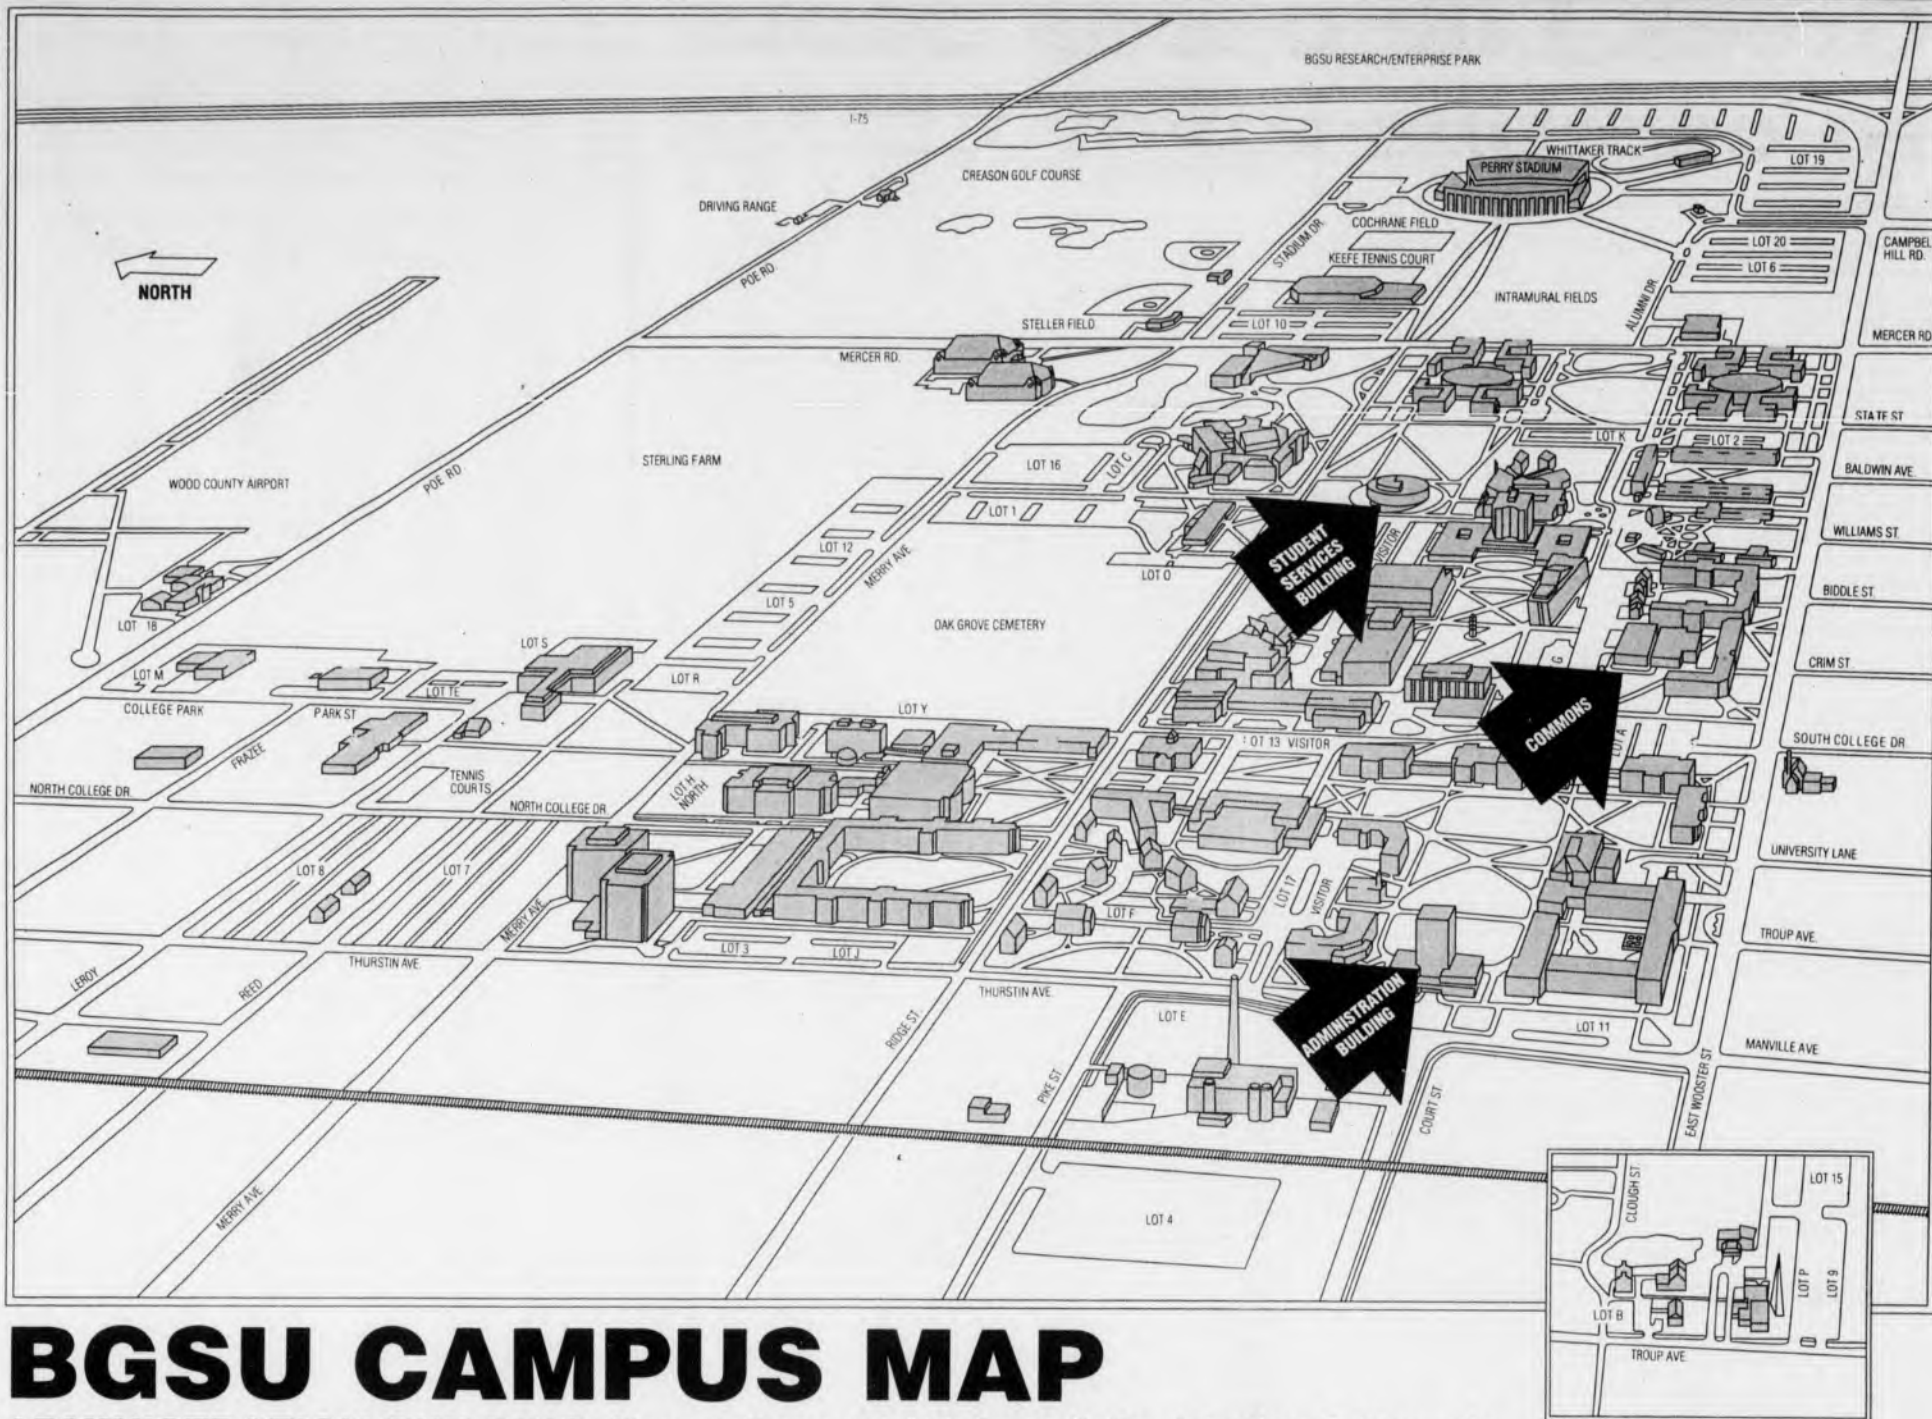 BGSU RESEARCH/ENTERPRISE PARK
I-75
WHITTAKER TRACK
LOT 19
PERRY STADIUM
CREASON GOLF COURSE
DRIVING RANGE
COCHRANE FIELD
STADIUM DR.
LOT 20
CAMPBEL
HILL RD.
KEEFE TENNIS COURT
LOT 6
POE RD.
NORTH
INTRAMURAL FIELDS
ALUMNI DR.
STELLER FIELD
LOT 10
MERCER RD.
MERCER RD
STATE ST
LOT K
LOT 2
STERLING FARM
LOT 16
LOT C
BALDWIN AVE.
WOOD COUNTY AIRPORT
POE RD
LOT 1
WILLIAMS ST.
STUDENT
SERVICES
BUILDING
VISITOR
LOT 12
MERRY AVE.
LOT O
BIDDLE ST.
LOT 5
LOT 18
OAK GROVE CEMETERY
LOT S
CRIM ST.
LOT M
LOT R
LOT TE
G
COLLEGE PARK
PARK ST
LOT Y
COMMONS
LOT A
SOUTH COLLEGE DR.
LOT 13 VISITOR
FRAZEE
TENNIS
COURTS
LOT H
NORTH
NORTH COLLEGE DR.
NORTH COLLEGE DR.
UNIVERSITY LANE
LOT 8
LOT 7
LOT 17
VISITOR
MERRY AVE.
LOT F
TROUP AVE.
LOT 3
LOT J
THURSTIN AVE.
LEROY
REED
THURSTIN AVE.
ADMINISTRATION
BUILDING
LOT E
LOT 11
RIDGE ST.
MANVILLE AVE
PIKE ST
COURT ST
EAST WOOSTER ST
MERRY AVE.
LOT 4
CLOUGH ST.
LOT 15
LOT P
LOT 9
LOT B
TROUP AVE.
BGSU CAMPUS MAP